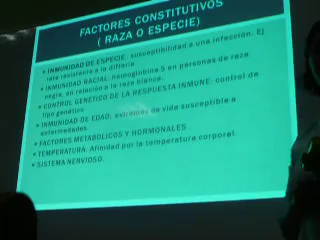 FACTORES CONSTITUTIVOS
( RAZA O ESPECIE)
INMUNIDAD DE ESPECIE: susceptibilidad a una infección. Ej
rata resistente a la difteria
INMUNIDAD RACIAL: hemoglobina S en personas de raza
negra, en relación a la raza blanca.
CONTROL GENETICO DE LA RESPUESTA INMUNE: control de
tipo genético
INMUNIDAD DE EDAD: extremos de vida susceptible a
enfermedades.
FACTORES METABOLICOS Y HORMONALES
TEMPERATURA: Afinidad por la temperatura corporal.
SISTEMA NERVIOSO.